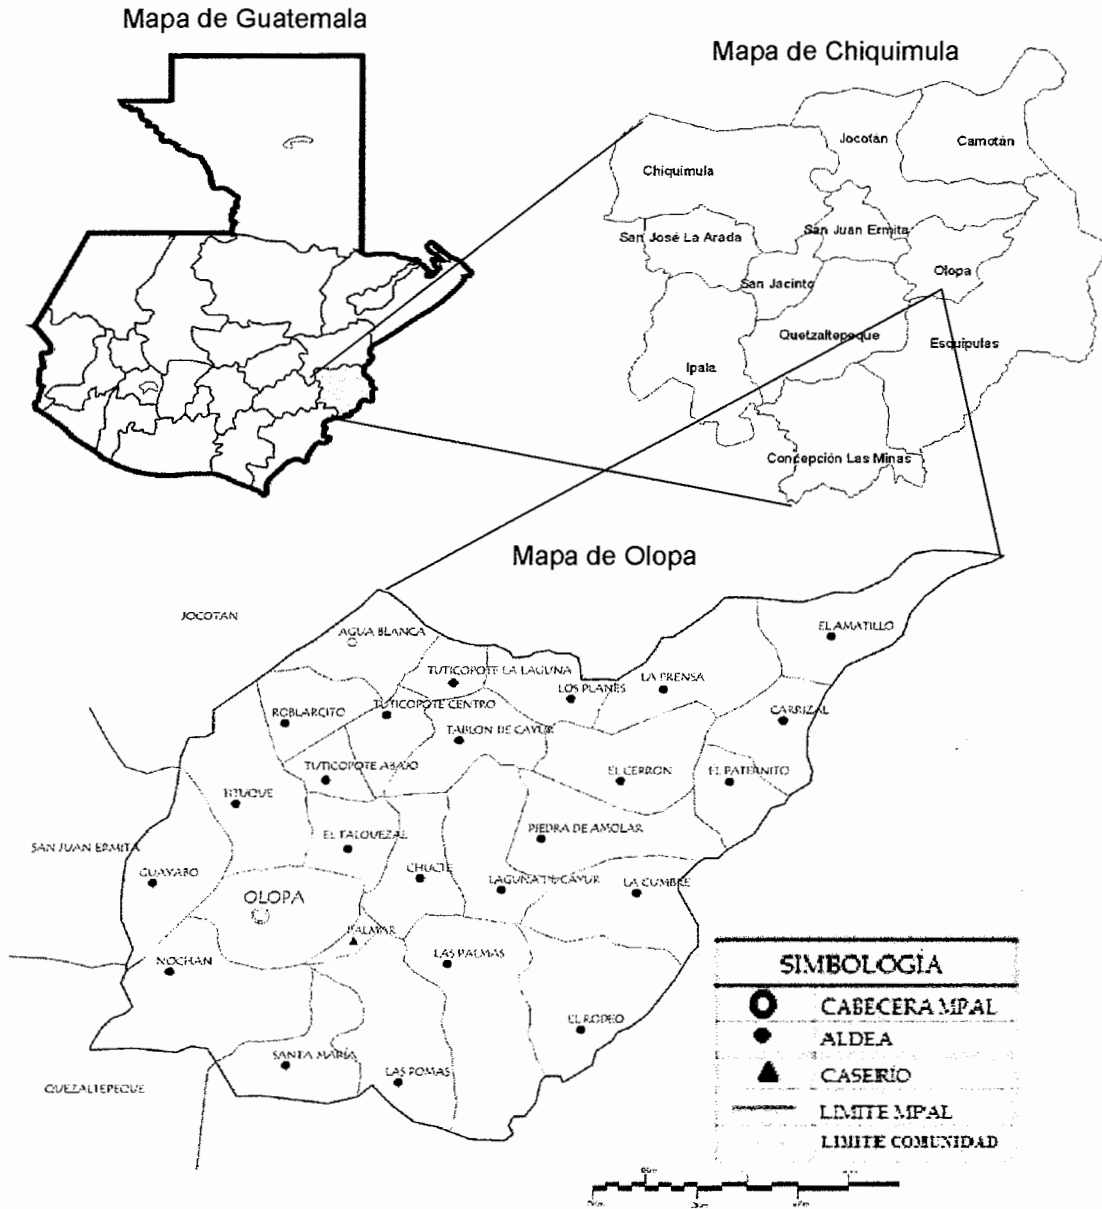 Mapa de Guatemala
Mapa de Chiquimula
Jocotán
Camotán
Chiquimula
San José La Arada
San Juan Ermita
Olopa
San Jacinto
Quetzaltepeque
Esquipulas
Ipala
Concepción Las Minas
Mapa de Olopa
JOCOTAN
AGUA BLANCA
EL AMATILLO
TUTICOPOTE LA LAGUNA
LA PRENSA
LOS PLANES
ROBLARCITO
TUTICOPOTE CENTRO
CARRIZAL
TABLON DE CAYUR
TUTICOPOTE ABAJO
EL CERRON
EL PATERNITO
TITUQUE
EL TALQUEZAL
PIEDRA DE AMOLAR
SAN JUAN ERMITA
GUAYABO
CHUCTE
LAGUNA DE CAYUR
LA CUMBRE
OLOPA
PALMAR
NOCHAN
LAS PALMAS
SIMBOLOGÍA
CABECERA MPAL
EL RODEO
ALDEA
SANTA MARÍA
LAS POMAS
CASERÍO
QUEZALTEPEQUE
LIMITE MPAL
LIMITE COMUNIDAD